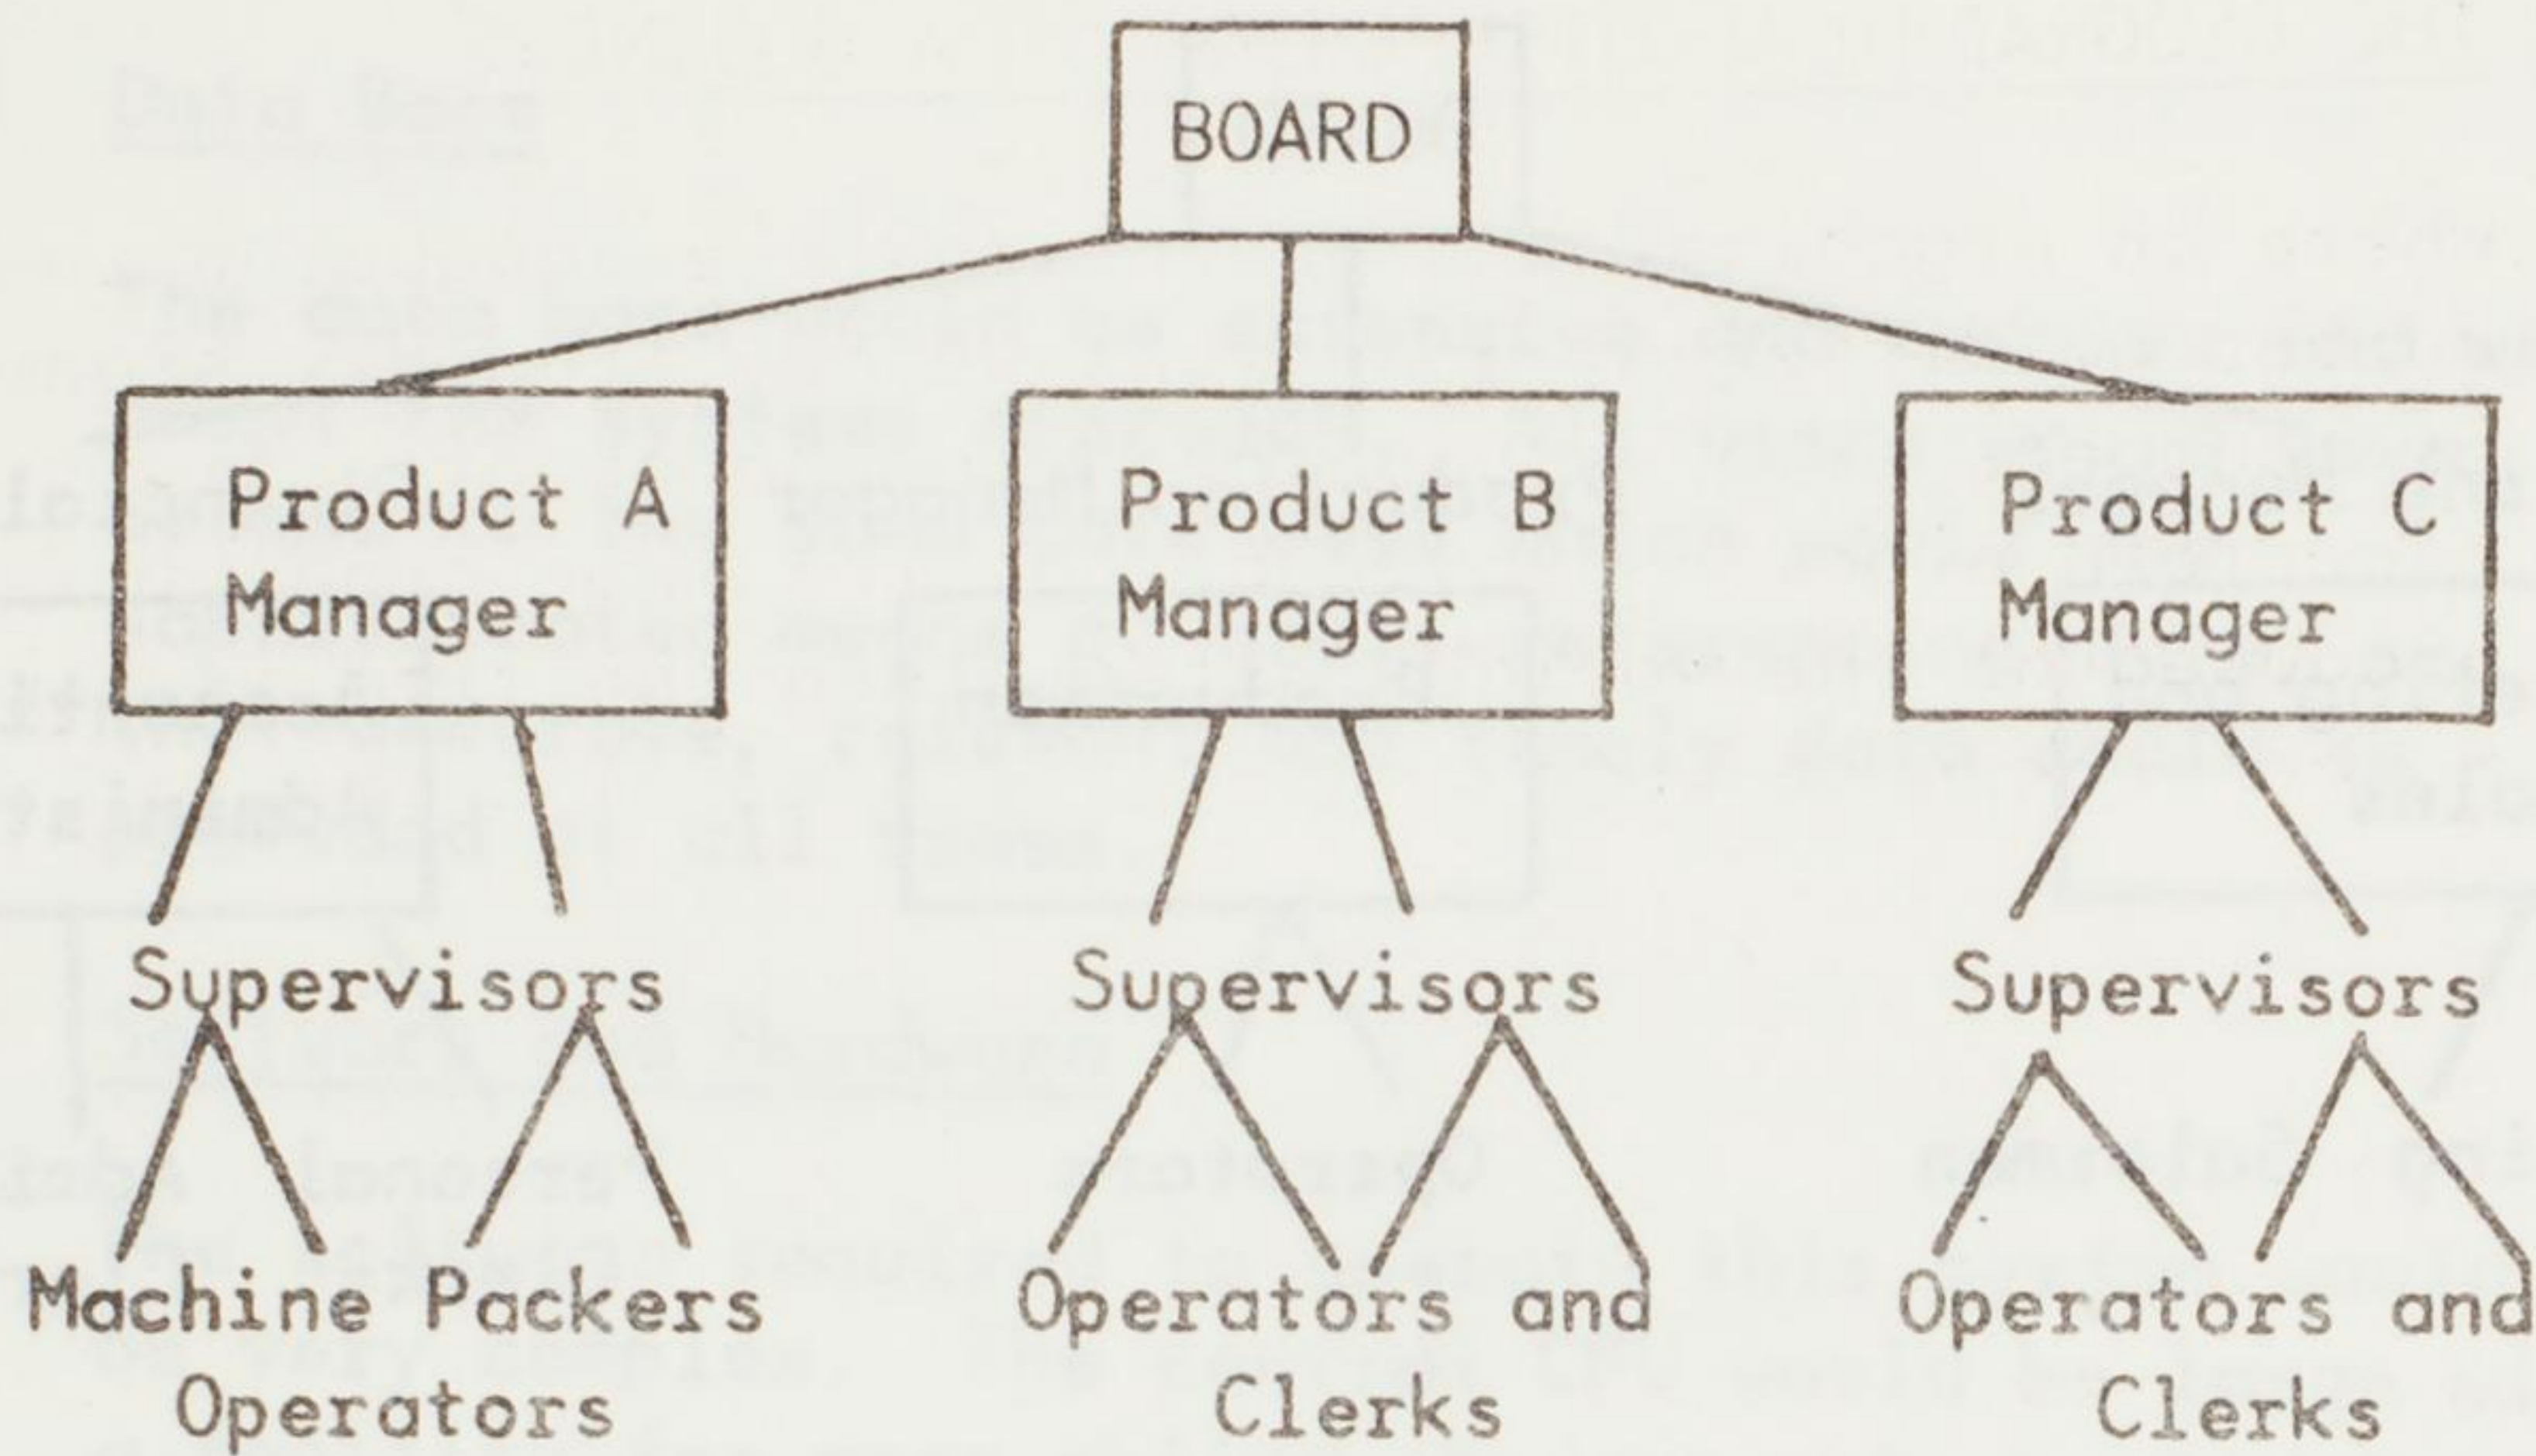 BOARD
Product A
Manager
Product B
Manager
Product C
Manager
Supervisors
Supervisors
Supervisors
Machine Packers
Operators
Operators and
Clerks
Operators and
Clerks